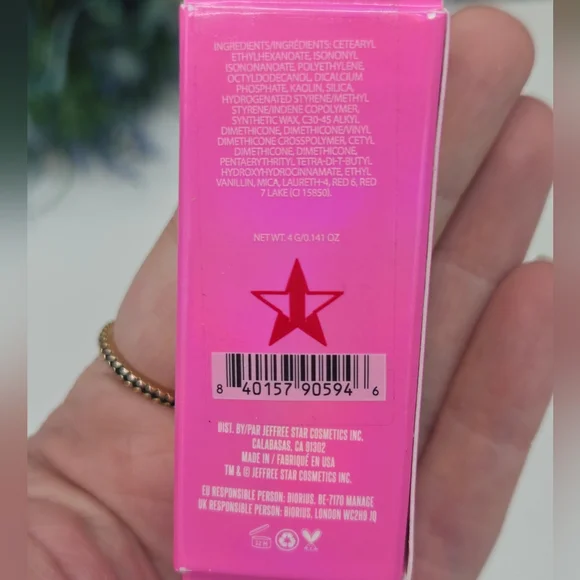 INGREDIENTS/INGRÉDIENTS: CETEARYL
ETHYLHEXANOATE, ISONONYL
ISONONANOATE, POLYETHYLENE,
OCTYLDODECANOL, DICALCIUM
PHOSPHATE, KAOLIN, SILICA,
HYDROGENATED STYRENE/METHYL
STYRENE/INDENE COPOLYMER,
SYNTHETIC WAX, C30-45 ALKYL
DIMETHICONE, DIMETHICONE/VINYL
DIMETHICONE CROSSPOLYMER, CETYL
DIMETHICONE, DIMETHICONE,
PENTAERYTHRITYL TETRA-DI-T-BUTYL
HYDROXYHYDROCINNAMATE, ETHYL
VANILLIN, MICA, LAURETH-4, RED 6, RED
7 LAKE (CI 15850).
NET WT. 4 G/0.141 OZ
8 40157 90594 6
DIST. BY/PAR JEFFREE STAR COSMETICS INC.
CALABASAS, CA 91302
MADE IN / FABRIQUÉ EN USA
TM & © JEFFREE STAR COSMETICS INC.
EU RESPONSIBLE PERSON: BIORIUS, BE-7170 MANAGE
UK RESPONSIBLE PERSON: BIORIUS, LONDON WC2H9 JQ